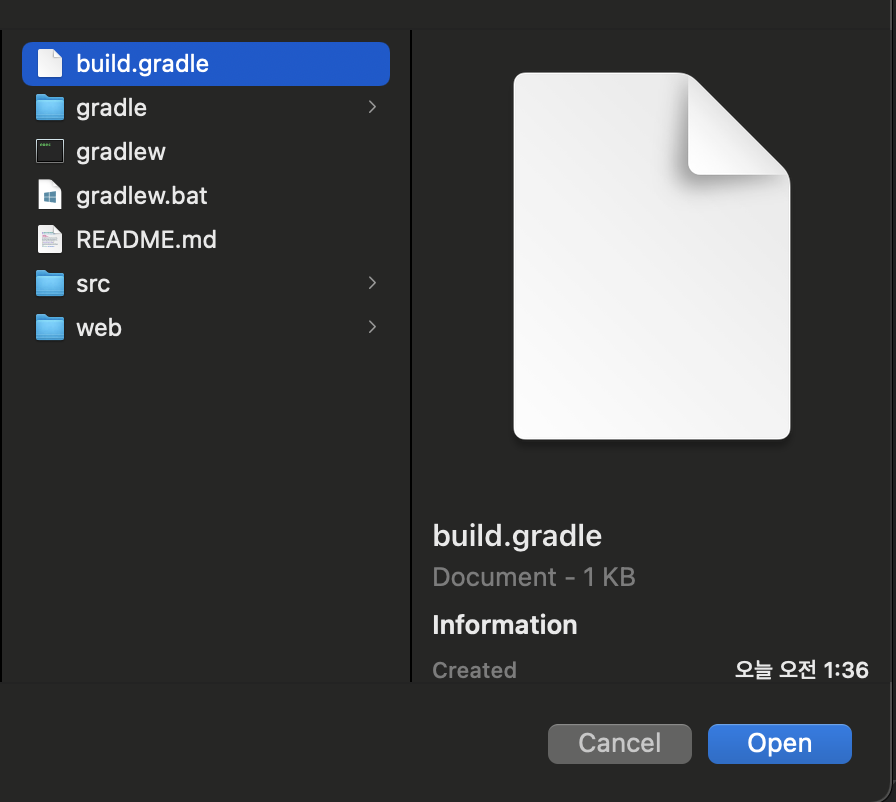 build.gradle
gradle
gradlew
gradlew.bat
README.md
src
web
build.gradle
Document - 1 KB
Information
Created 오늘 오전 1:36
Cancel
Open